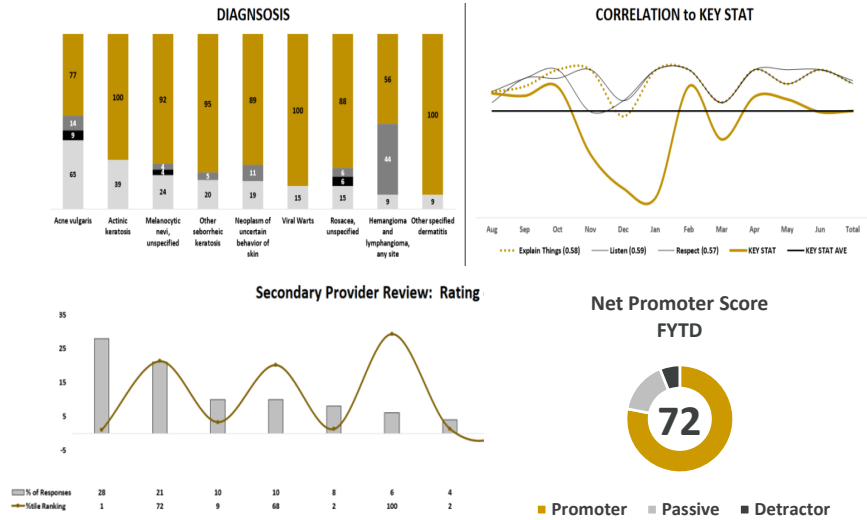 DIAGNSOSIS
77 100 92 95 89 100 88 56 100
14 4 5 11 6 44
9 4 6
65 39 24 20 19 15 15 9 9
Acne vulgaris
Actinic
keratosis
Melanocytic
nevi,
unspecified
Other
seborrheic
keratosis
Neoplasm of
uncertain
behavior of
skin
Viral Warts
Rosacea,
unspecified
Hemangioma
and
lymphangioma,
any site
Other specified
dermatitis
CORRELATION to KEY STAT
Aug Sep Oct Nov Dec Jan Feb Mar Apr May Jun Total
Explain Things (0.58) Listen (0.59) Respect (0.57) KEY STAT KEY STAT AVE
Secondary Provider Review: Rating
35
25
15
5
-5
% of Responses 28 21 10 10 8 6 4
%tile Ranking 1 72 9 68 2 100 2
Net Promoter Score
FYTD
72
Promoter Passive Detractor